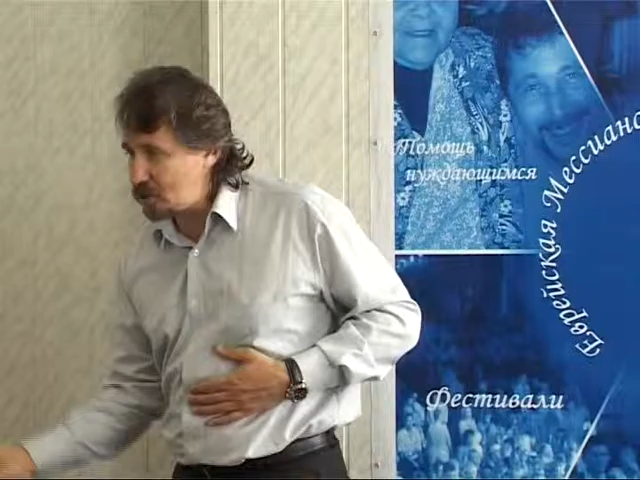 Помощь
нуждающимся
Еврейская Мессианс
Фестивали